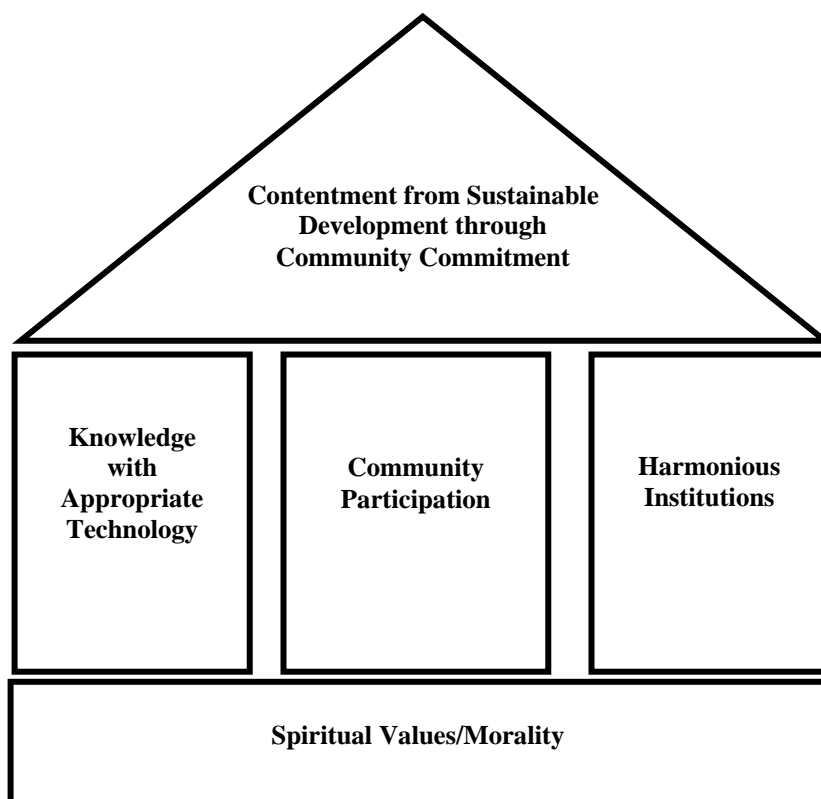 Contentment from Sustainable
Development through
Community Commitment
Knowledge
with
Appropriate
Technology
Community
Participation
Harmonious
Institutions
Spiritual Values/Morality